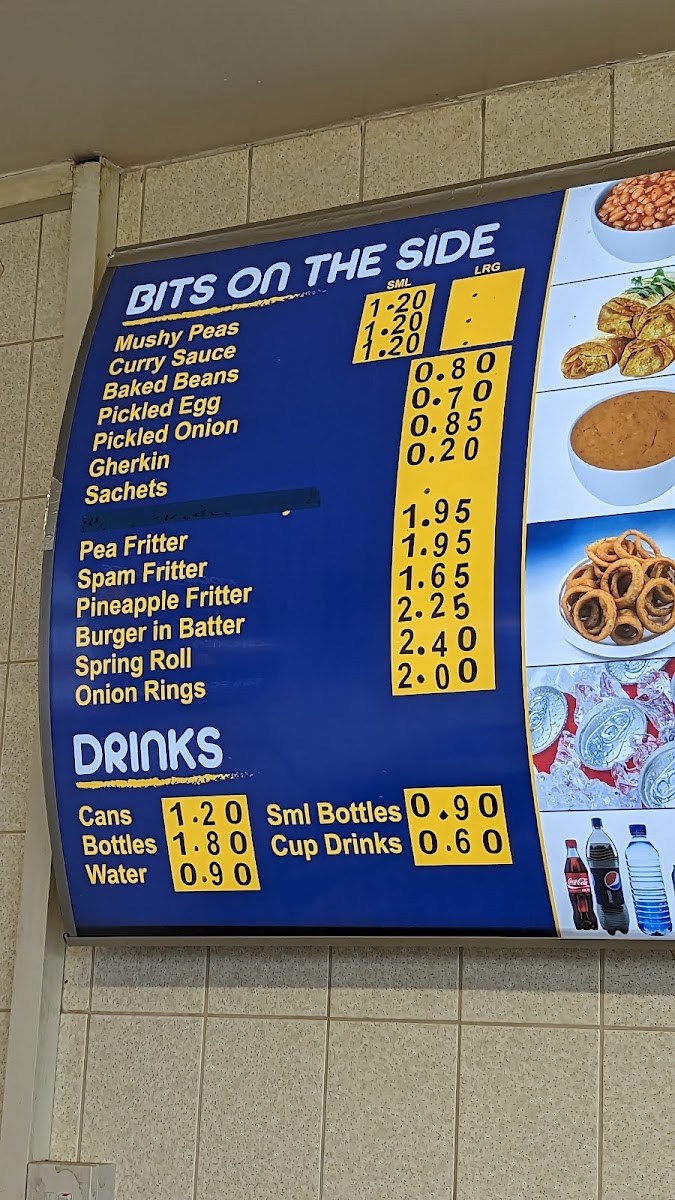 BITS ON THE SIDE
SML LRG
Mushy Peas 1.20 .
Curry Sauce 1.20 .
Baked Beans 1.20 .
Pickled Egg 0.80
Pickled Onion 0.70
Gherkin 0.85
Sachets 0.20
.
Pea Fritter 1.95
Spam Fritter 1.95
Pineapple Fritter 1.65
Burger in Batter 2.25
Spring Roll 2.40
Onion Rings 2.00
DRINKS
Cans 1.20 Sml Bottles 0.90
Bottles 1.80 Cup Drinks 0.60
Water 0.90
Coca-Cola